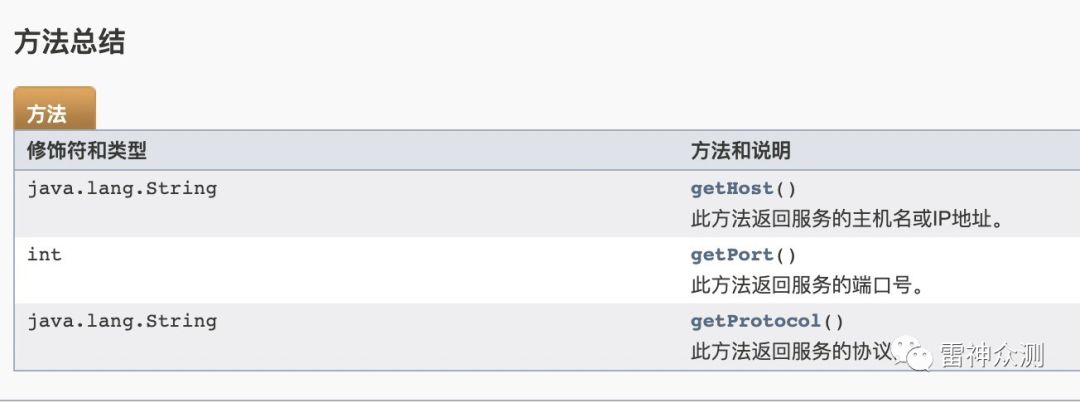 方法总结
方法
修饰符和类型 方法和说明
java.lang.String getHost()
此方法返回服务的主机名或IP地址。
int getPort()
此方法返回服务的端口号。
java.lang.String getProtocol()
此方法返回服务的协议
雷神众测